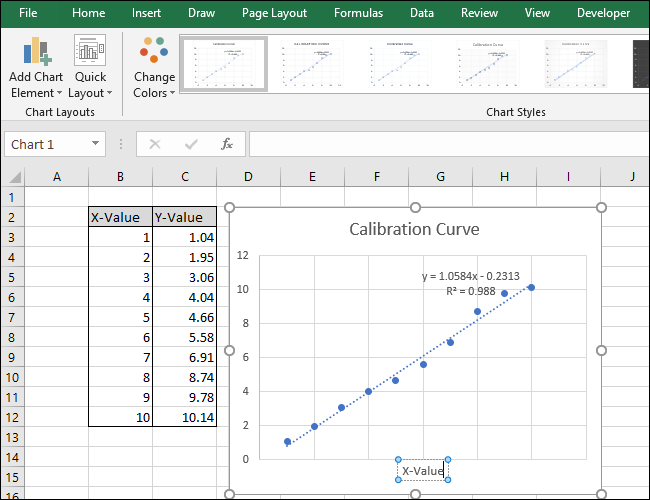 File Home Insert Draw Page Layout Formulas Data Review View Developer
Add Chart Element Quick Layout Change Colors
Calibration Curve
Chart Layouts Chart Styles
Chart 1 fx
A B C D E F G H I J
1
2 X-Value Y-Value
3 1 1.04
4 2 1.95
5 3 3.06
6 4 4.04
7 5 4.66
8 6 5.58
9 7 6.91
10 8 8.74
11 9 9.78
12 10 10.14
13
14
15
16
Calibration Curve
12
y = 1.0584x - 0.2313
10
R² = 0.988
8
6
4
2
0
X-Value